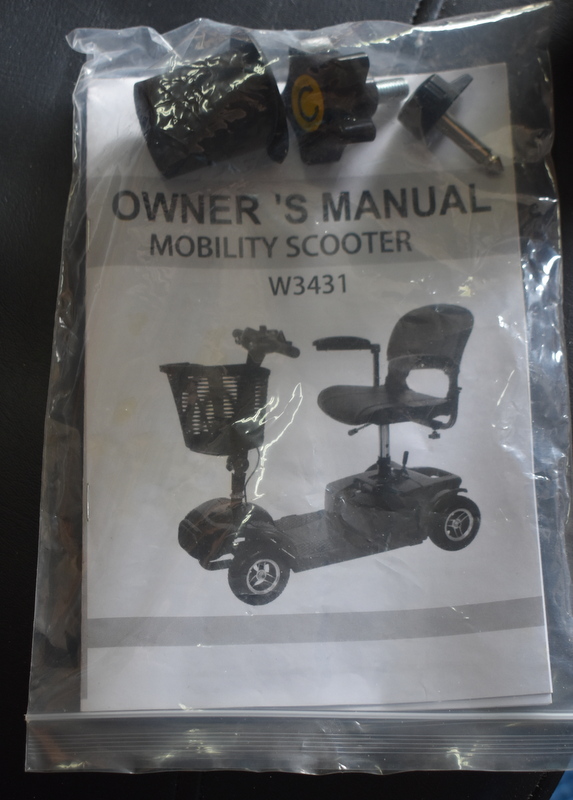 C
OWNER 'S MANUAL
MOBILITY SCOOTER
W3431